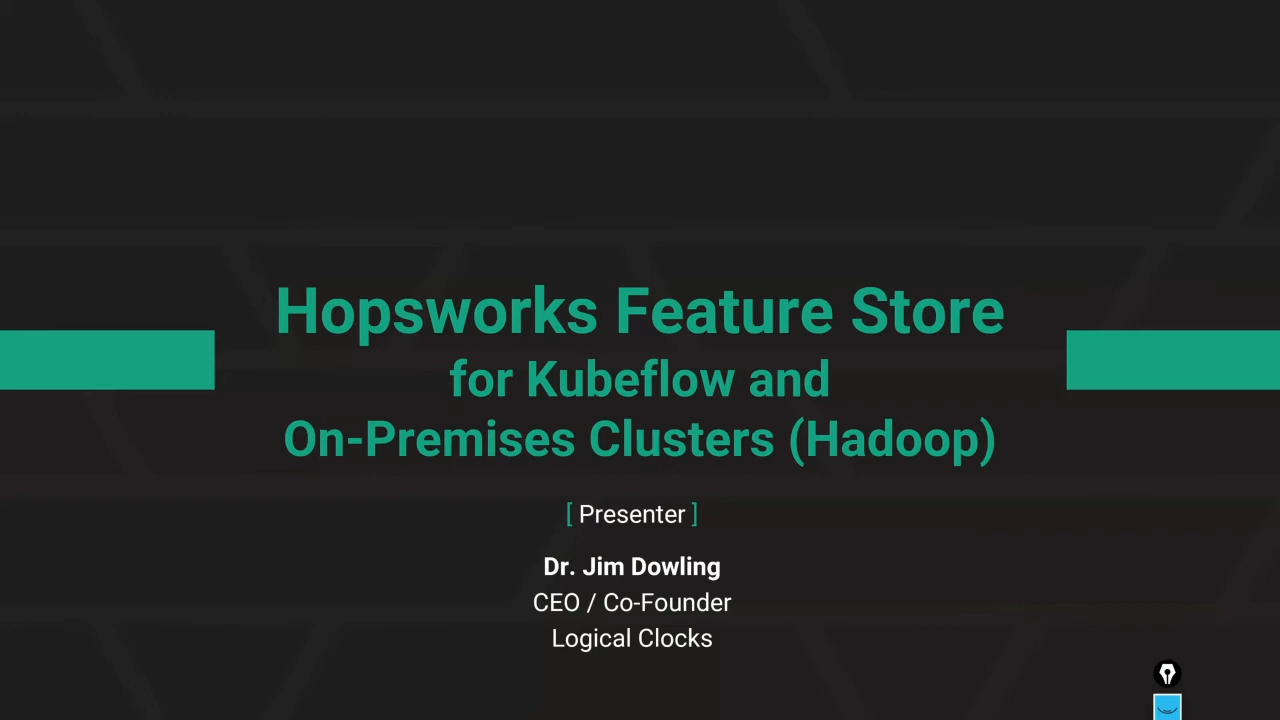 Hopsworks Feature Store
for Kubeflow and
On-Premises Clusters (Hadoop)
[ Presenter ]
Dr. Jim Dowling
CEO / Co-Founder
Logical Clocks